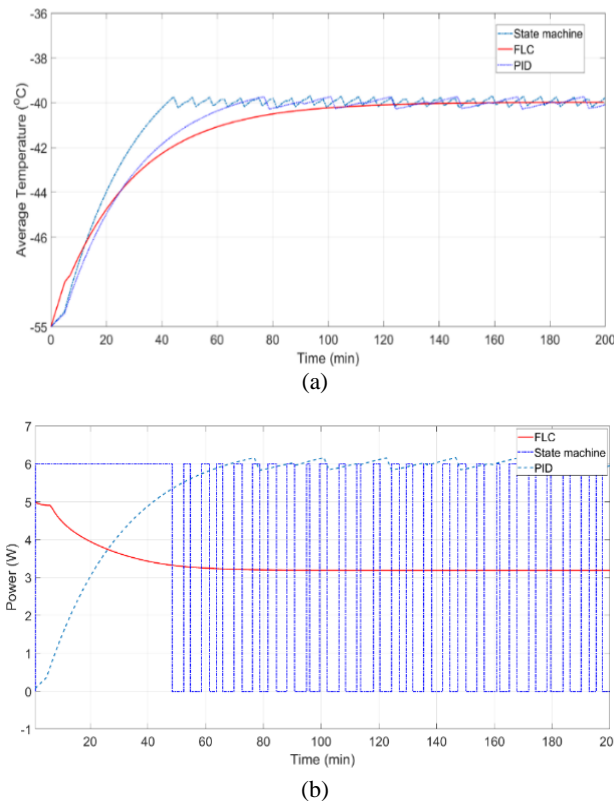 -36
-38
-40
-42
-44
-46
-55
Average Temperature (°C)
State machine
FLC
PID
0 20 40 60 80 100 120 140 160 180 200
Time (min)
(a)
7
6
5
4
3
2
1
0
-1
Power (W)
FLC
State machine
PID
20 40 60 80 100 120 140 160 180 200
Time (min)
(b)